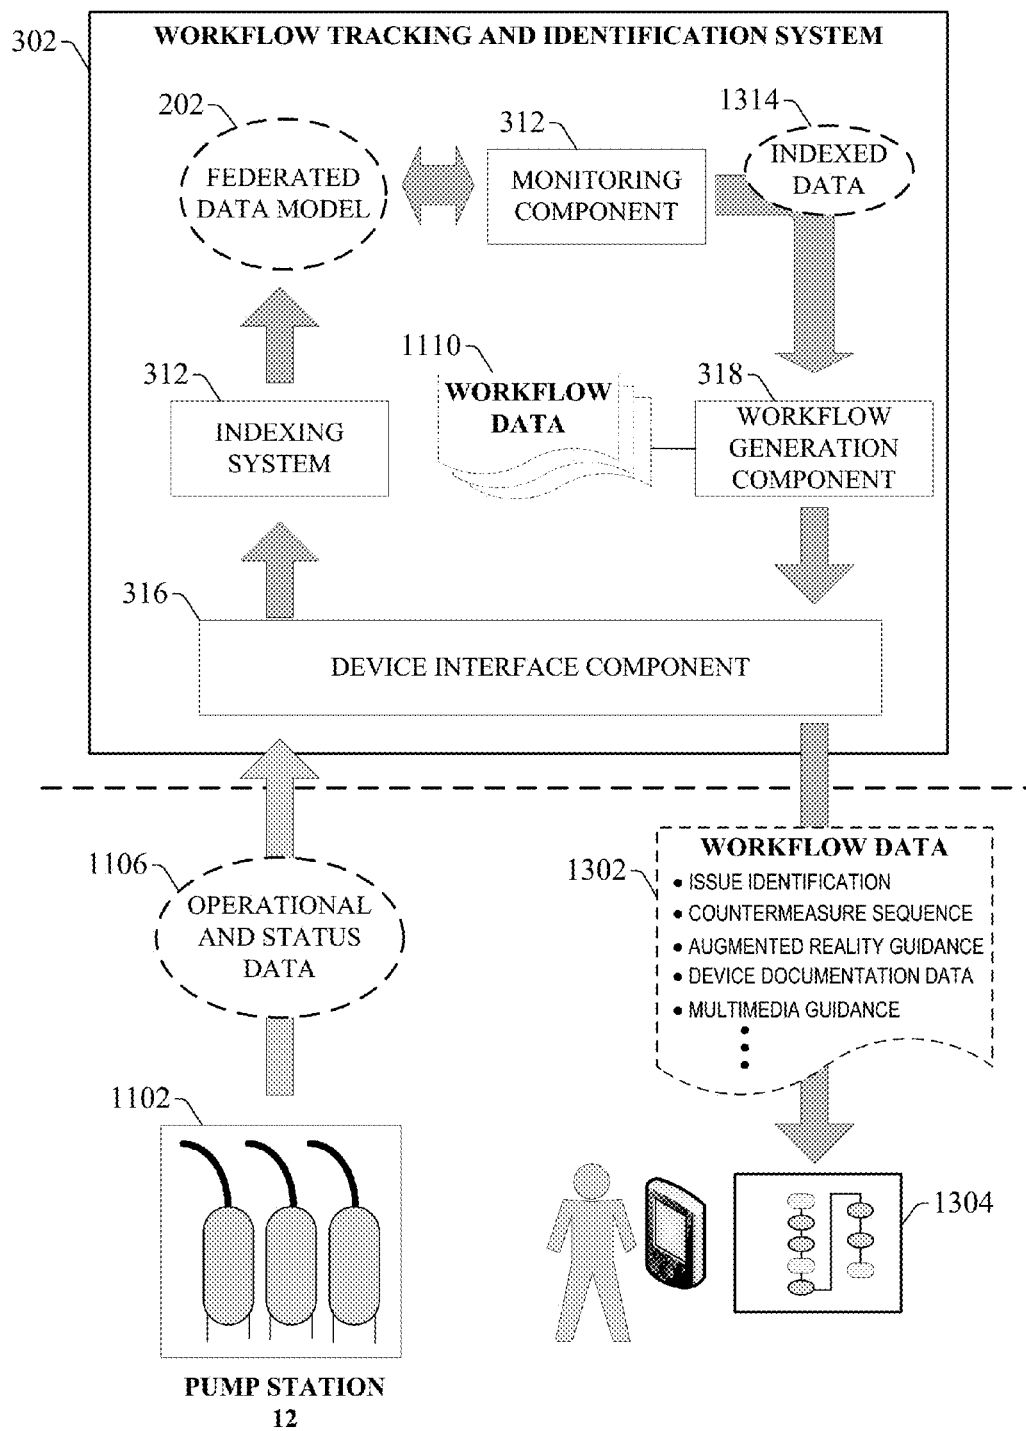 302
WORKFLOW TRACKING AND IDENTIFICATION SYSTEM
202
312
1314
FEDERATED
DATA MODEL
MONITORING
COMPONENT
INDEXED
DATA
312
1110
318
INDEXING
SYSTEM
WORKFLOW
DATA
WORKFLOW
GENERATION
COMPONENT
316
DEVICE INTERFACE COMPONENT
1106
OPERATIONAL
AND STATUS
DATA
1302
WORKFLOW DATA
• ISSUE IDENTIFICATION
• COUNTERMEASURE SEQUENCE
• AUGMENTED REALITY GUIDANCE
• DEVICE DOCUMENTATION DATA
• MULTIMEDIA GUIDANCE
1102
1304
PUMP STATION
12